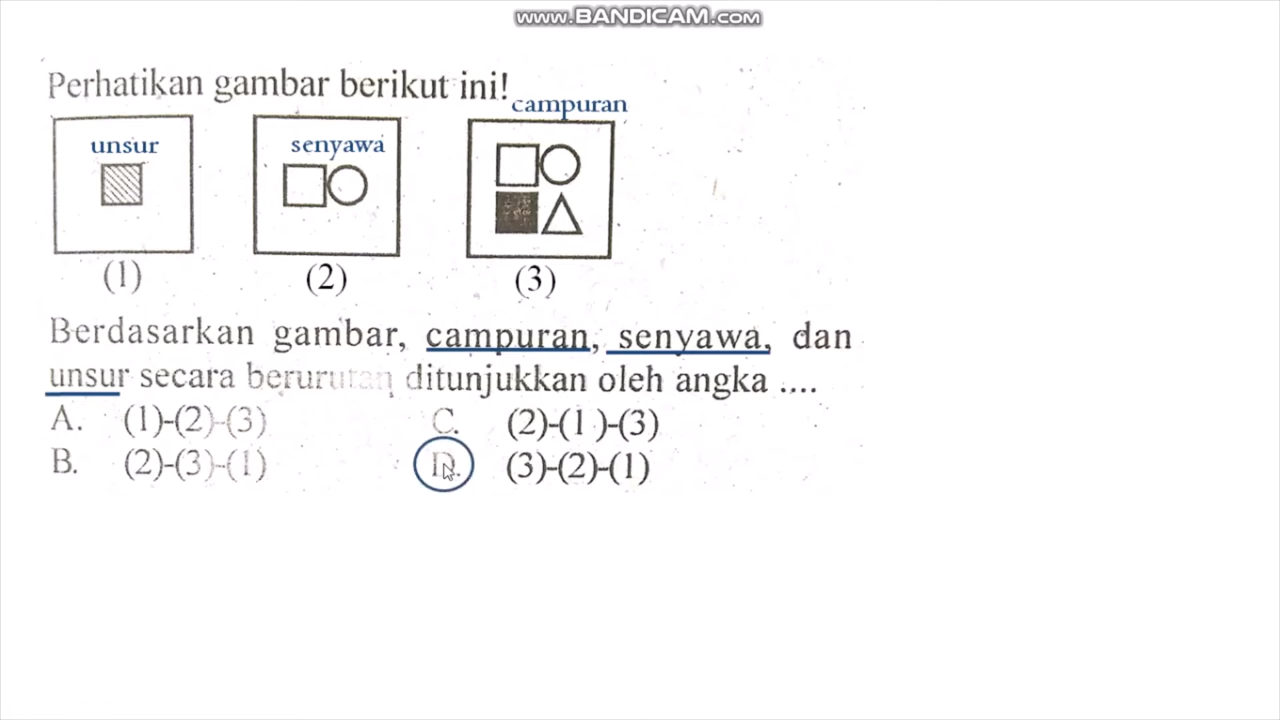 www.BANDICAM.com
Perhatikan gambar berikut ini!
campuran
unsur
senyawa
(1)
(2)
(3)
Berdasarkan gambar, campuran, senyawa, dan
unsur secara berurutan ditunjukkan oleh angka ....
A. (1)-(2)-(3)
C. (2)-(1 )-(3)
B. (2)-(3)-(1)
D. (3)-(2)-(1)